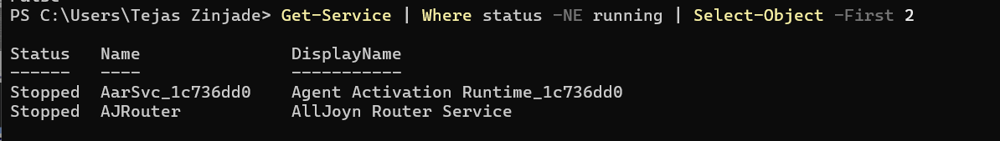 PS C:\Users\Tejas Zinjade> Get-Service | Where status -NE running | Select-Object -First 2
Status Name DisplayName
------ ---- -----------
Stopped AarSvc_1c736dd0 Agent Activation Runtime_1c736dd0
Stopped AJRouter AllJoyn Router Service